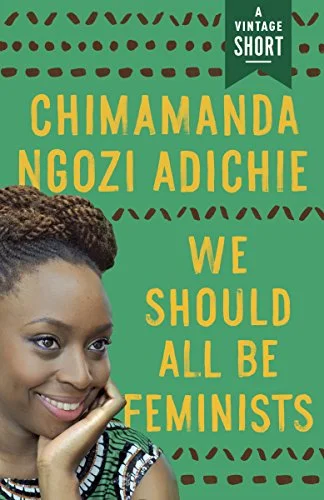 A
VINTAGE
SHORT
CHIMAMANDA
NGOZI ADICHIE
WE
SHOULD
ALL BE
FEMINISTS